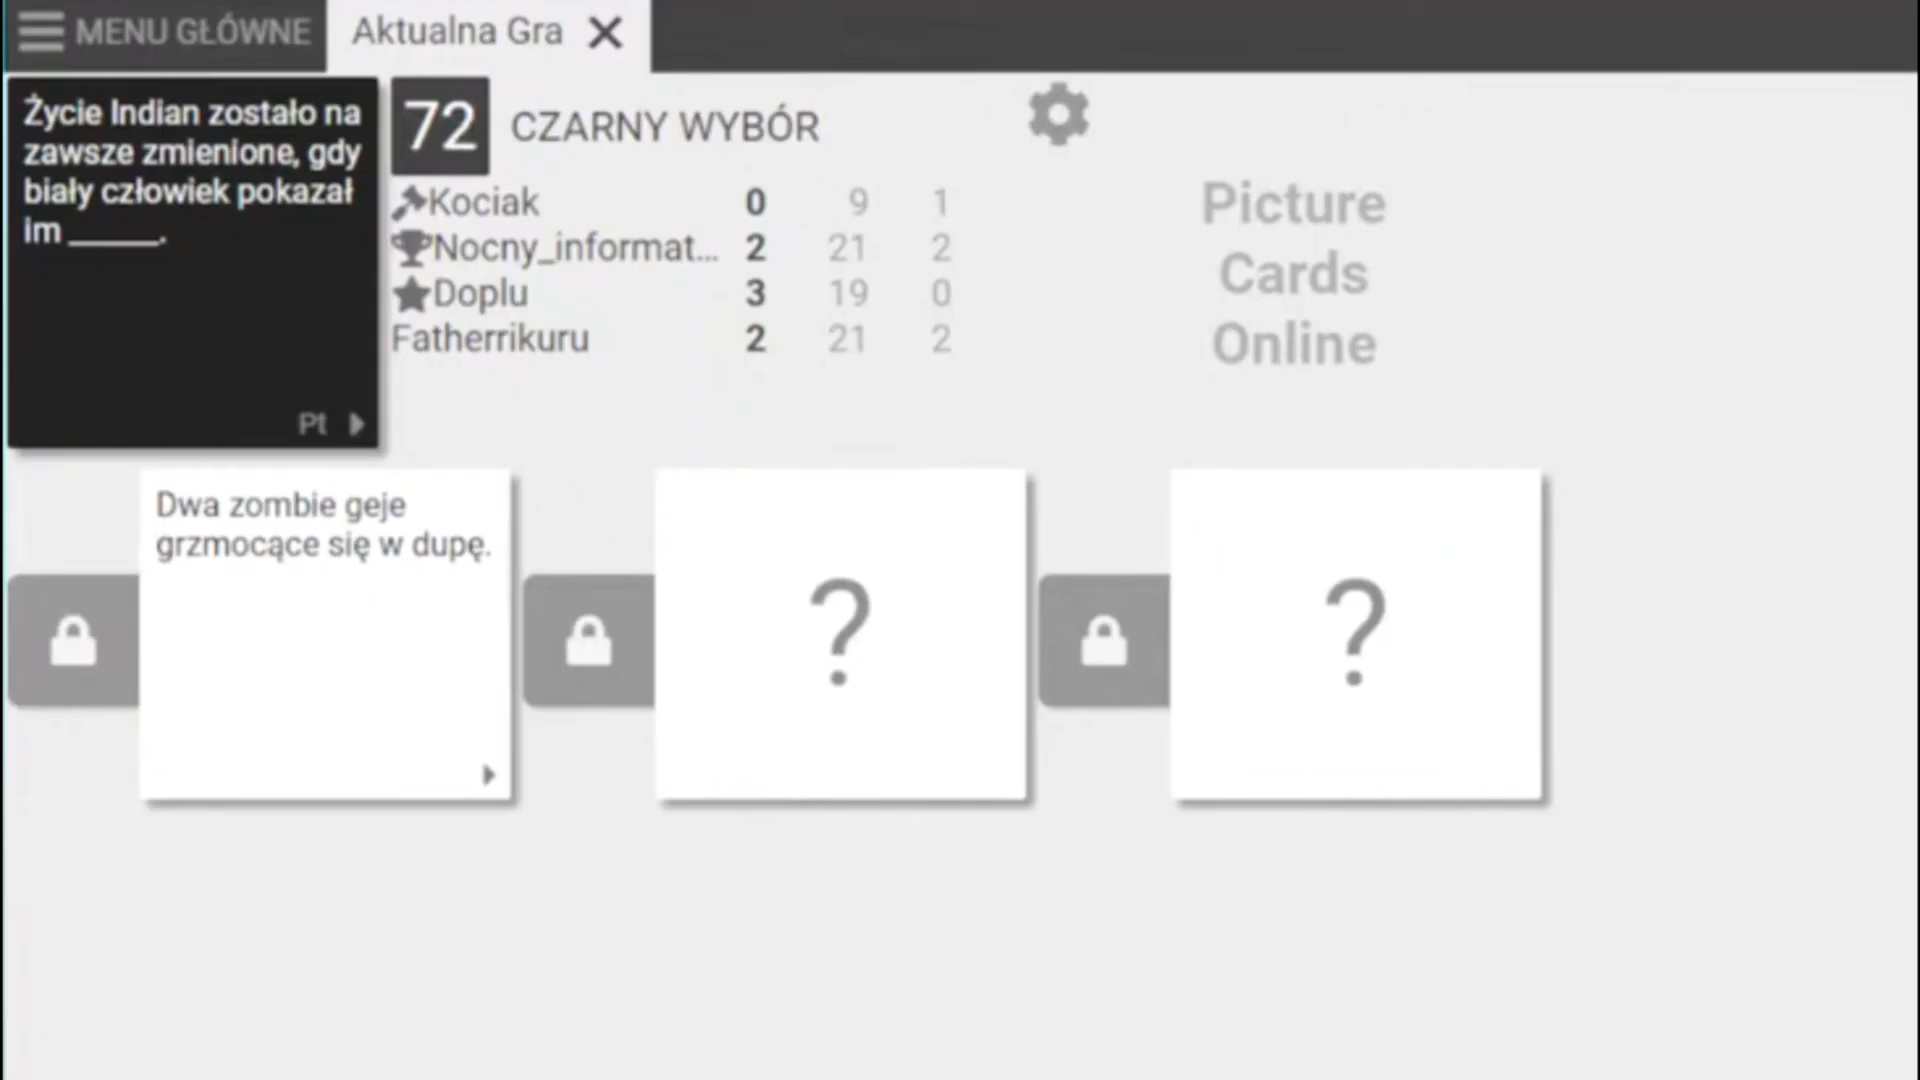 MENU GŁÓWNE
Aktualna Gra
Życie Indian zostało na
zawsze zmienione, gdy
biały człowiek pokazał
im _____.
Pt
72 CZARNY WYBÓR
Kociak 0 9 1
Nocny_informat... 2 21 2
Doplu 3 19 0
Fatherrikuru 2 21 2
Picture
Cards
Online
Dwa zombie geje
grzmocące się w dupę.
?
?